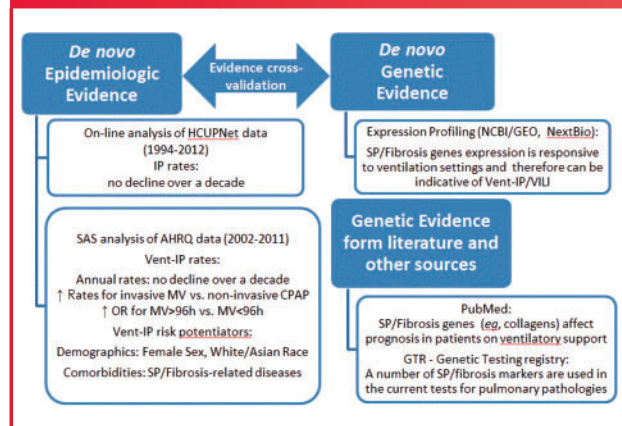 De novo
Epidemiologic
Evidence
Evidence cross-
validation
De novo
Genetic
Evidence
On-line analysis of HCUPNet data
(1994-2012)
IP rates:
no decline over a decade
Expression Profiling (NCBI/GEO, NextBio):
SP/Fibrosis genes expression is responsive
to ventilation settings and therefore can be
indicative of Vent-IP/VILI
SAS analysis of AHRQ data (2002-2011)
Vent-IP rates:
Annual rates: no decline over a decade
↑ Rates for invasive MV vs. non-invasive CPAP
↑ OR for MV>96h vs. MV<96h
Vent-IP risk potentiators:
Demographics: Female Sex, White/Asian Race
Comorbidities: SP/Fibrosis-related diseases
Genetic Evidence
form literature and
other sources
PubMed:
SP/Fibrosis genes (eg, collagens) affect
prognosis in patients on ventilatory support
GTR - Genetic Testing registry:
A number of SP/fibrosis markers are used in
the current tests for pulmonary pathologies